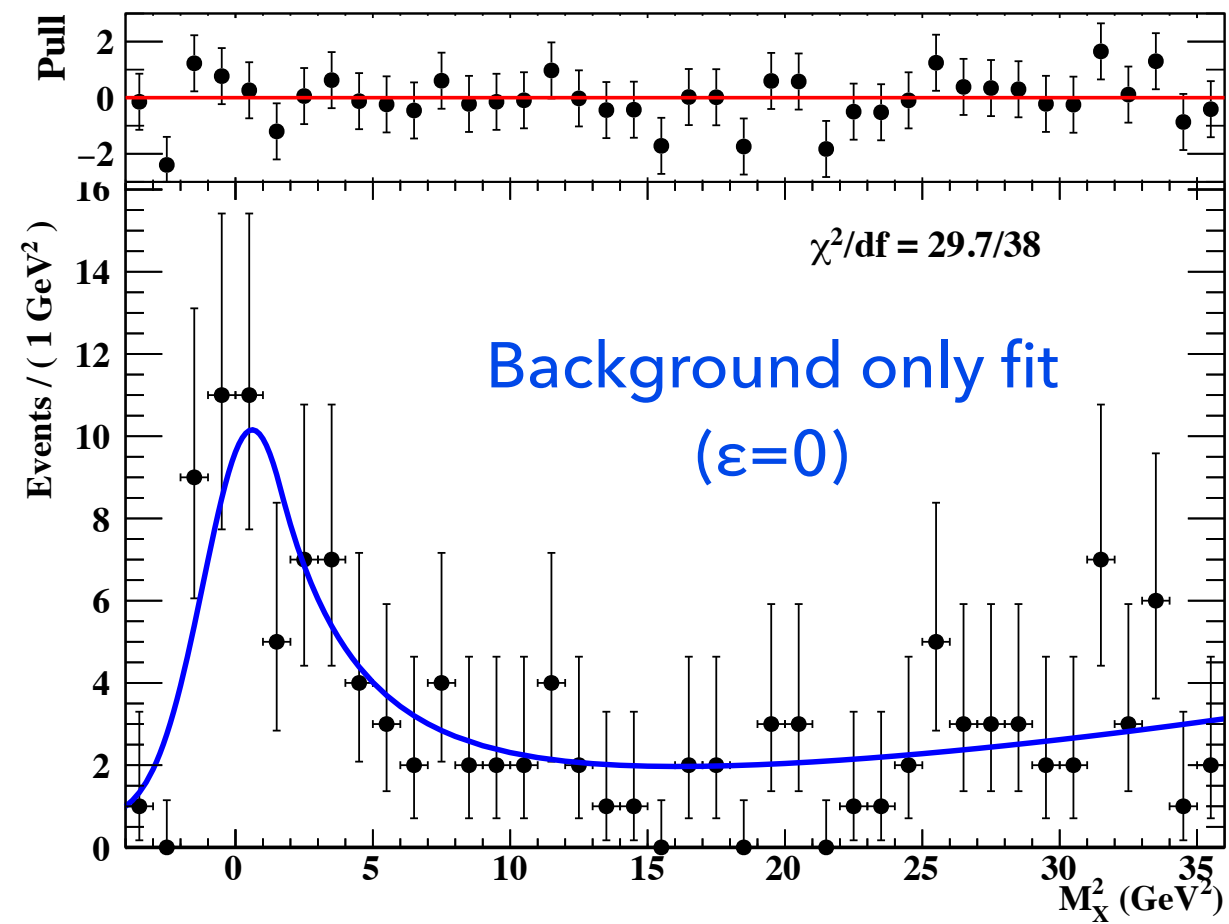 Pull
2
0
−2
16
14
12
10
8
6
4
2
0
Events / ( 1 GeV² )
χ²/df = 29.7/38
Background only fit
(ε=0)
0 5 10 15 20 25 30 35
M²_X (GeV²)